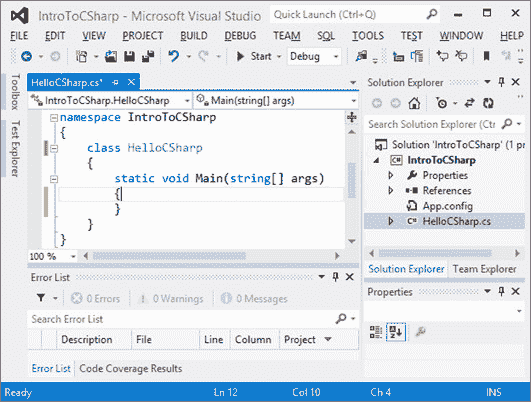 IntroToCSharp - Microsoft Visual Studio
Quick Launch (Ctrl+Q)
FILE EDIT VIEW PROJECT BUILD DEBUG TEAM SQL TOOLS TEST WINDOW HELP
Start Debug
Toolbox
Test Explorer
HelloCSharp.cs*
IntroToCSharp.HelloCSharp
Main(string[] args)
namespace IntroToCSharp
{
class HelloCSharp
{
static void Main(string[] args)
{
}
}
}
100 %
Error List
0 Errors 0 Warnings 0 Messages
Search Error List
Description File Line Column Project
Error List Code Coverage Results
Solution Explorer
Search Solution Explorer
Solution 'IntroToCSharp' (1 pr
IntroToCSharp
Properties
References
App.config
HelloCSharp.cs
Solution Explorer Team Explorer
Properties
Ready Ln 12 Col 10 Ch 4 INS